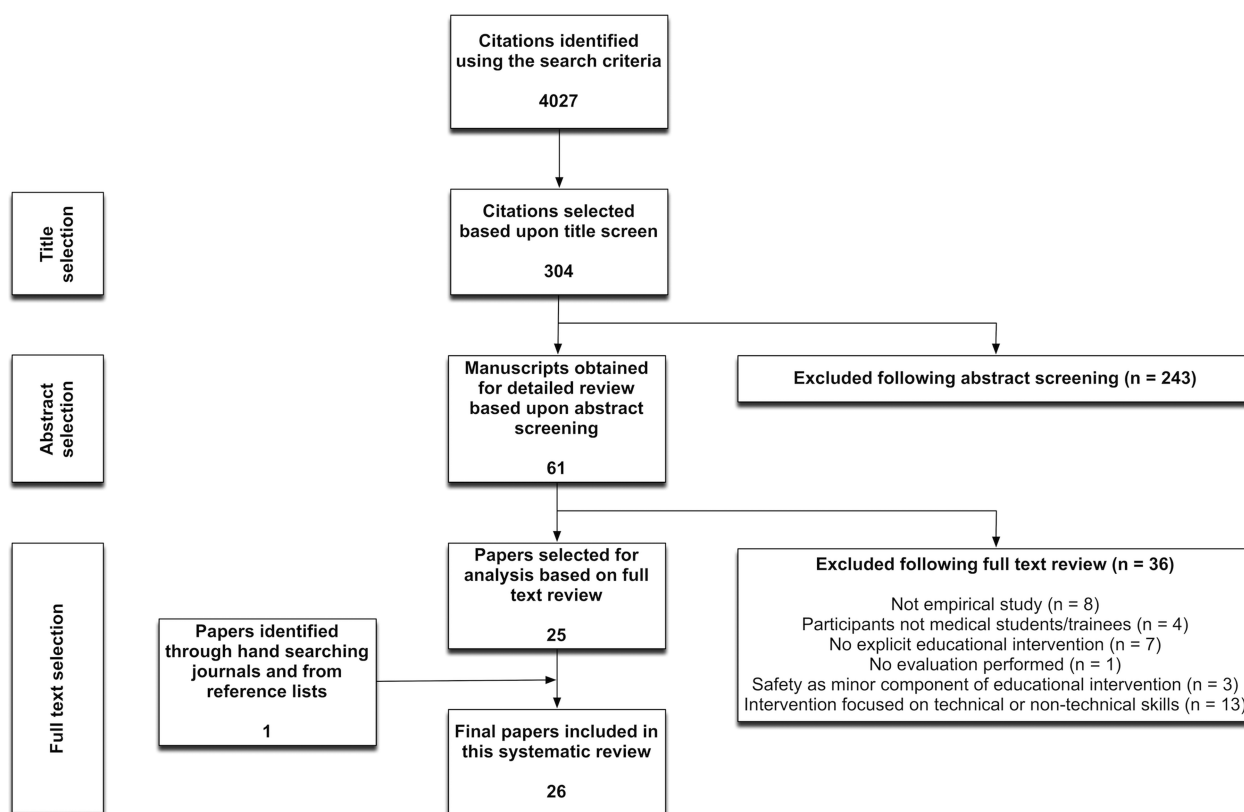 Citations identified
using the search criteria
4027
Title
selection
Citations selected
based upon title screen
304
Abstract
selection
Manuscripts obtained
for detailed review
based upon abstract
screening
61
Excluded following abstract screening (n = 243)
Full text selection
Papers selected for
analysis based on full
text review
25
Excluded following full text review (n = 36)
Not empirical study (n = 8)
Participants not medical students/trainees (n = 4)
No explicit educational intervention (n = 7)
No evaluation performed (n = 1)
Safety as minor component of educational intervention (n = 3)
Intervention focused on technical or non-technical skills (n = 13)
Papers identified
through hand searching
journals and from
reference lists
1
Final papers included in
this systematic review
26